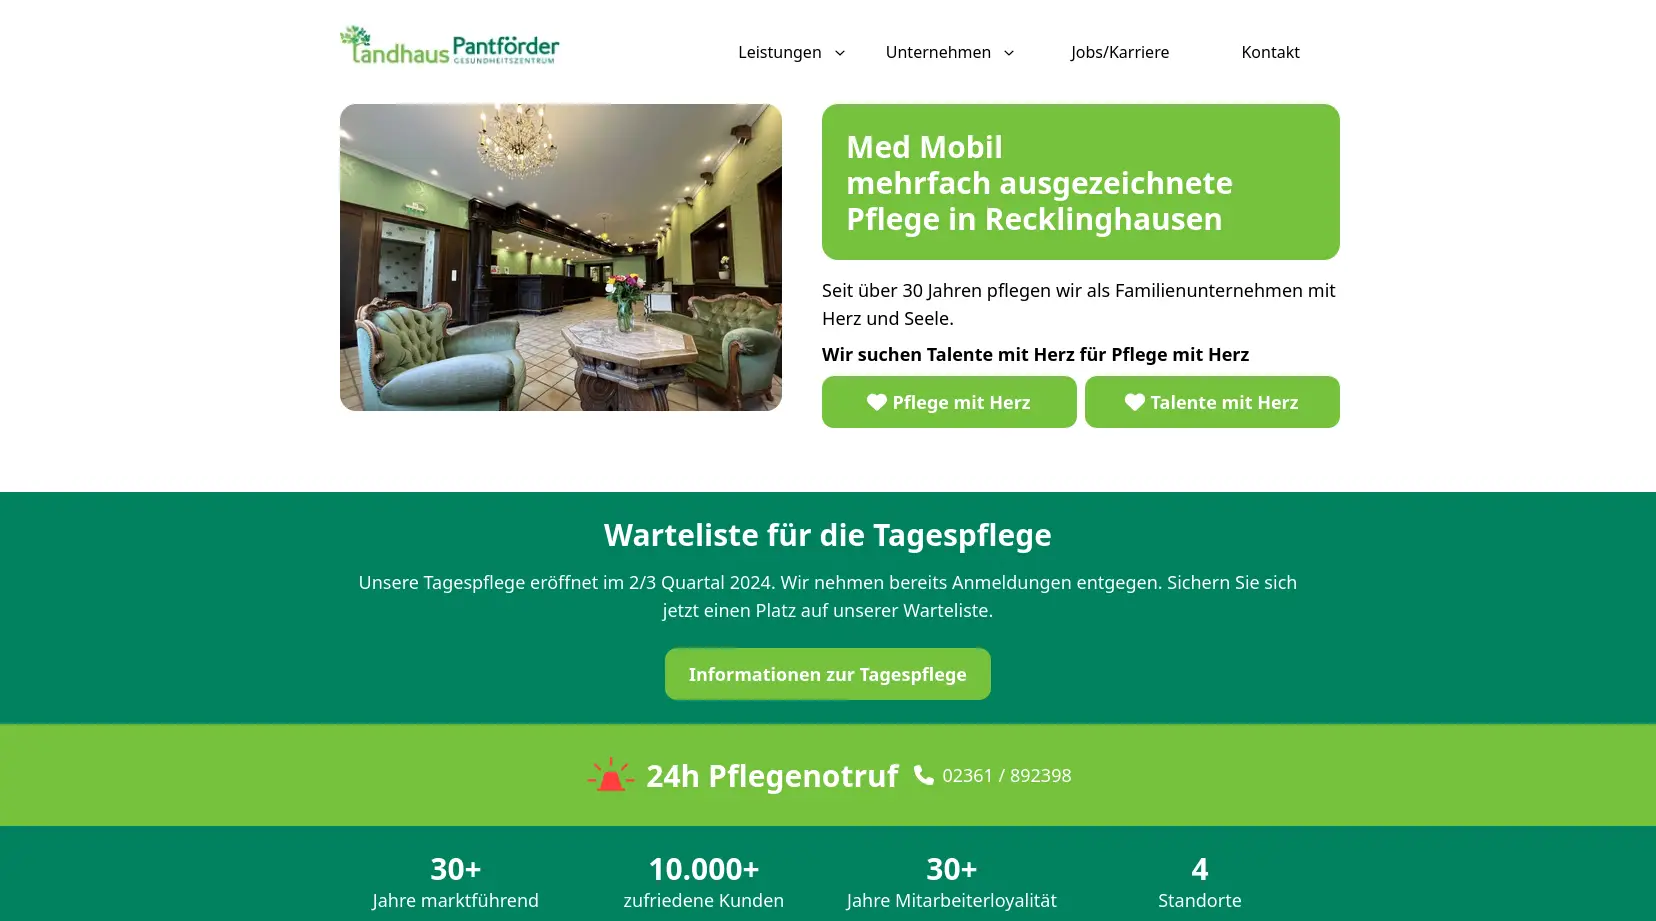 Landhaus Pantförder
GESUNDHEITSZENTRUM
Leistungen
Unternehmen
Jobs/Karriere
Kontakt
Med Mobil
mehrfach ausgezeichnete
Pflege in Recklinghausen
Seit über 30 Jahren pflegen wir als Familienunternehmen mit
Herz und Seele.
Wir suchen Talente mit Herz für Pflege mit Herz
Pflege mit Herz
Talente mit Herz
Warteliste für die Tagespflege
Unsere Tagespflege eröffnet im 2/3 Quartal 2024. Wir nehmen bereits Anmeldungen entgegen. Sichern Sie sich
jetzt einen Platz auf unserer Warteliste.
Informationen zur Tagespflege
24h Pflegenotruf
02361 / 892398
30+
Jahre marktführend
10.000+
zufriedene Kunden
30+
Jahre Mitarbeiterloyalität
4
Standorte